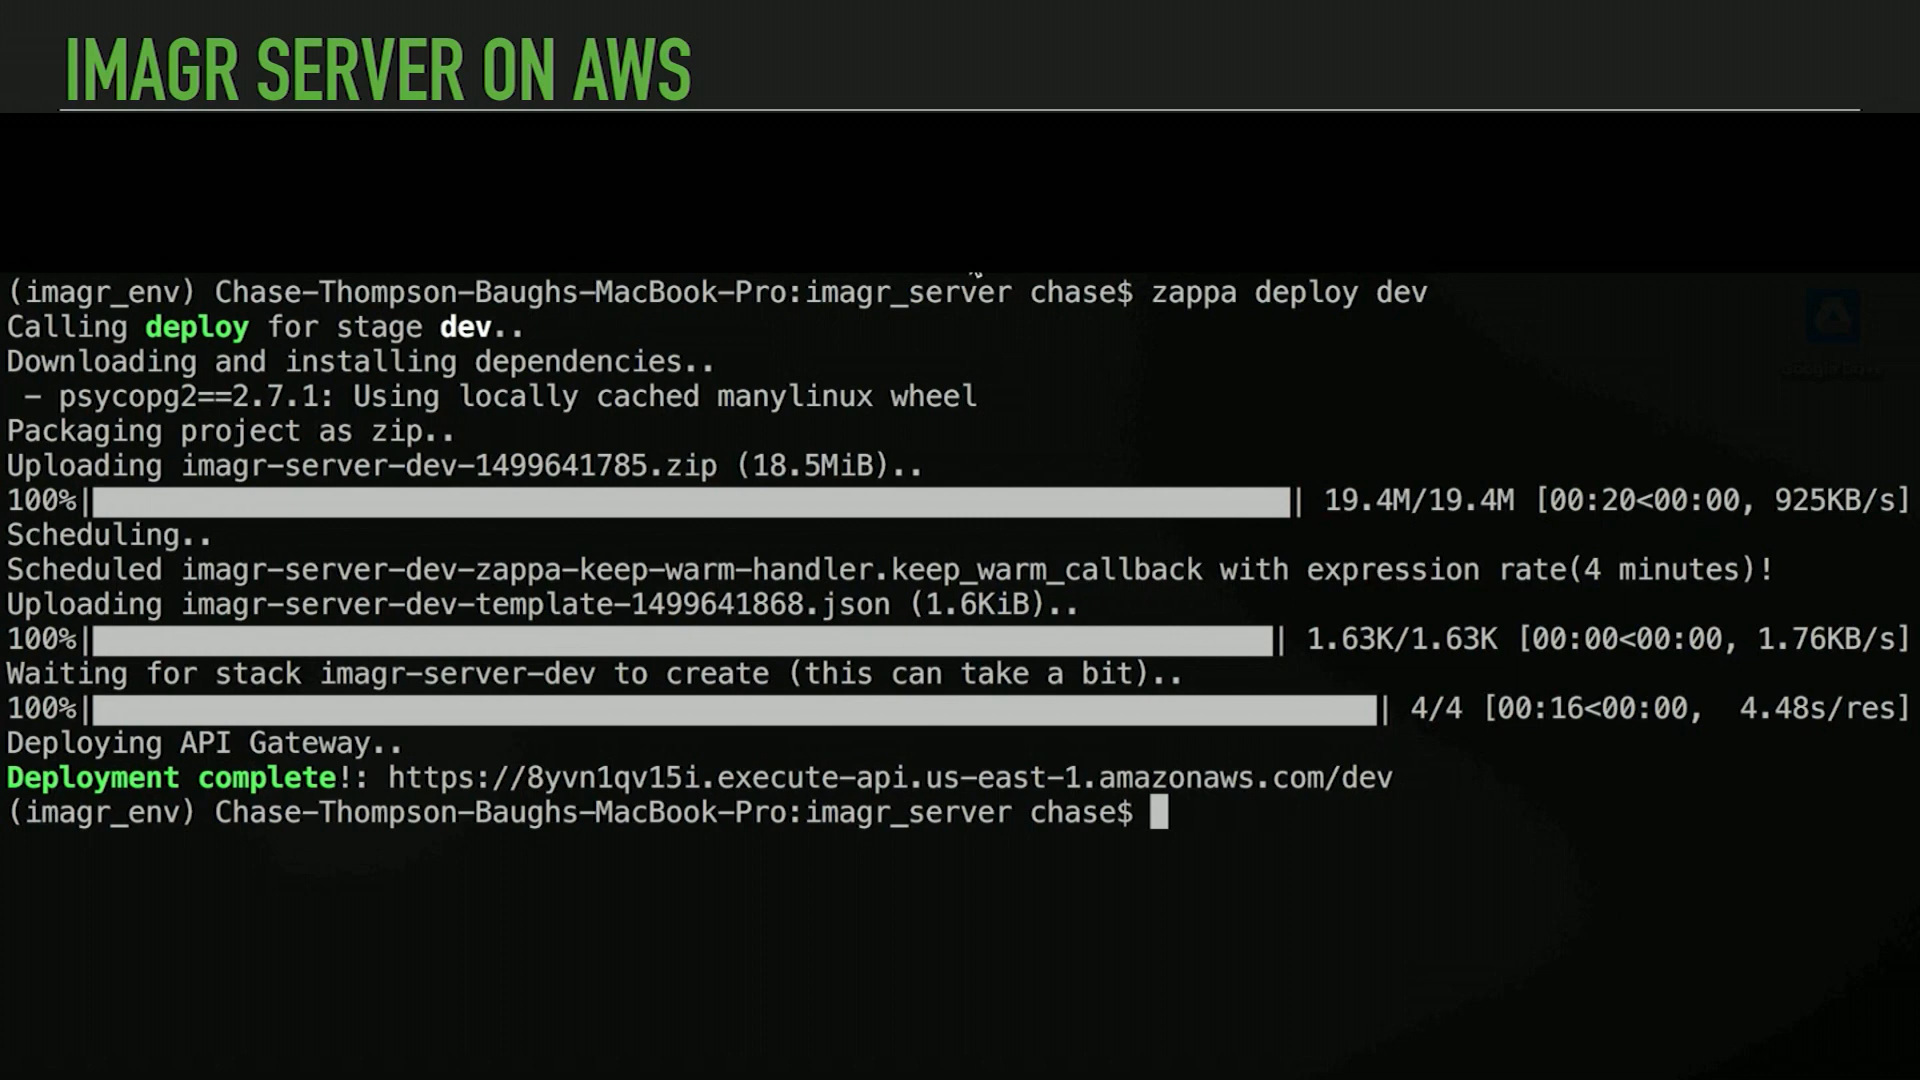 IMAGR SERVER ON AWS
(imagr_env) Chase-Thompson-Baughs-MacBook-Pro:imagr_server chase$ zappa deploy dev
Calling deploy for stage dev..
Downloading and installing dependencies..
- psycopg2==2.7.1: Using locally cached manylinux wheel
Packaging project as zip..
Uploading imagr-server-dev-1499641785.zip (18.5MiB)..
100%| | 19.4M/19.4M [00:20<00:00, 925KB/s]
Scheduling..
Scheduled imagr-server-dev-zappa-keep-warm-handler.keep_warm_callback with expression rate(4 minutes)!
Uploading imagr-server-dev-template-1499641868.json (1.6KiB)..
100%| | 1.63K/1.63K [00:00<00:00, 1.76KB/s]
Waiting for stack imagr-server-dev to create (this can take a bit)..
100%| | 4/4 [00:16<00:00, 4.48s/res]
Deploying API Gateway..
Deployment complete!: https://8yvn1qv15i.execute-api.us-east-1.amazonaws.com/dev
(imagr_env) Chase-Thompson-Baughs-MacBook-Pro:imagr_server chase$